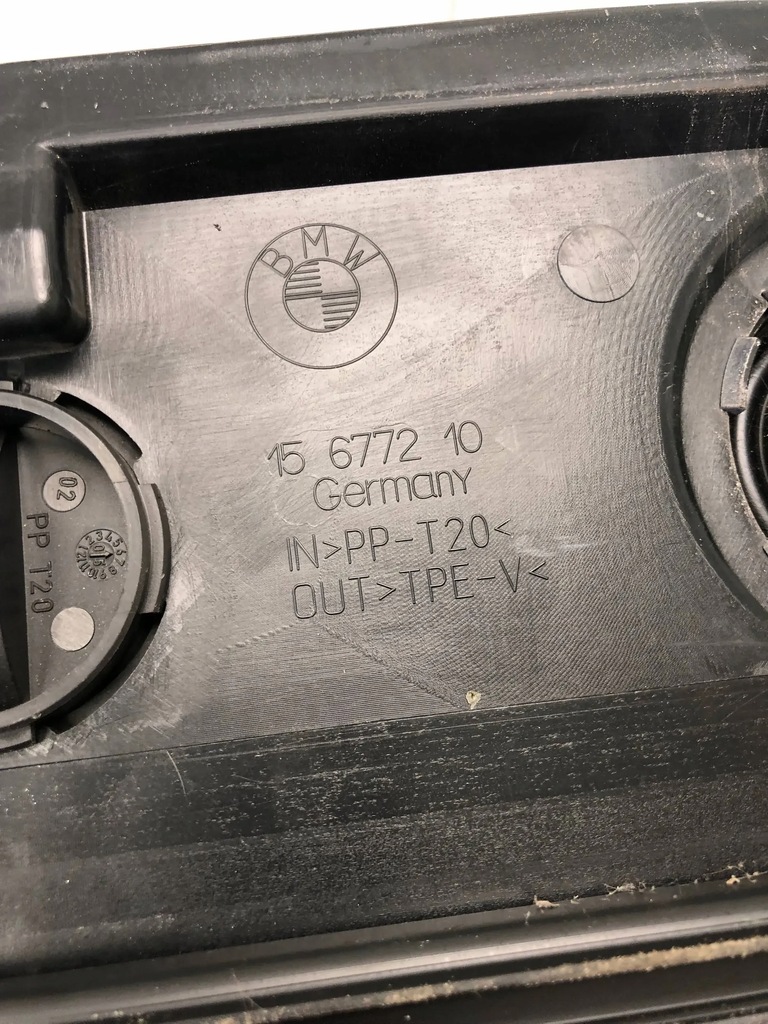 BMW
15 6772 10
Germany
IN>PP-T20<
OUT>TPE-V<
02
PP T20